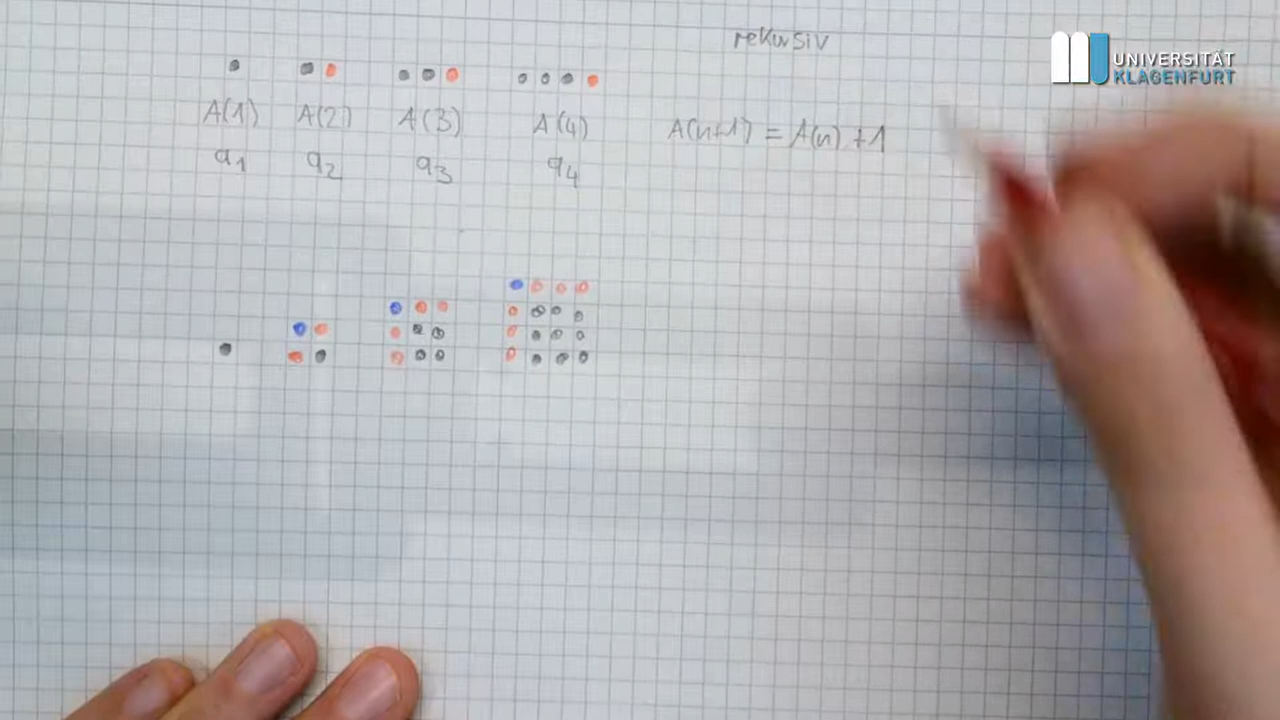 rekursiv
UNIVERSITÄT
KLAGENFURT
A(1) A(2) A(3) A(4) A(n+1) = A(n) + 1
a1 a2 a3 a4